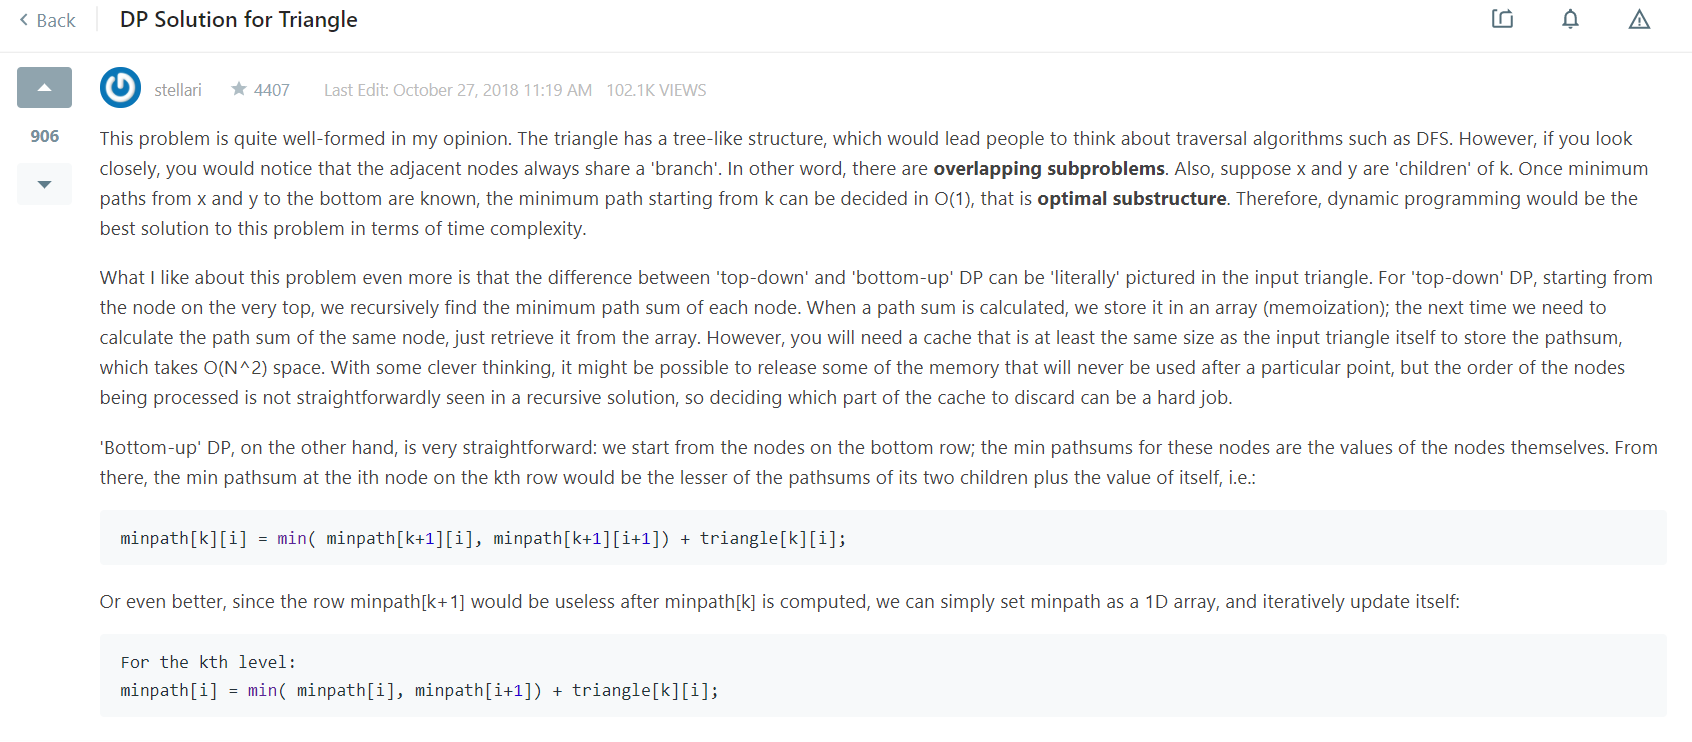 Back
DP Solution for Triangle
stellari 4407 Last Edit: October 27, 2018 11:19 AM 102.1K VIEWS
906
This problem is quite well-formed in my opinion. The triangle has a tree-like structure, which would lead people to think about traversal algorithms such as DFS. However, if you look
closely, you would notice that the adjacent nodes always share a 'branch'. In other word, there are overlapping subproblems. Also, suppose x and y are 'children' of k. Once minimum
paths from x and y to the bottom are known, the minimum path starting from k can be decided in O(1), that is optimal substructure. Therefore, dynamic programming would be the
best solution to this problem in terms of time complexity.
What I like about this problem even more is that the difference between 'top-down' and 'bottom-up' DP can be 'literally' pictured in the input triangle. For 'top-down' DP, starting from
the node on the very top, we recursively find the minimum path sum of each node. When a path sum is calculated, we store it in an array (memoization); the next time we need to
calculate the path sum of the same node, just retrieve it from the array. However, you will need a cache that is at least the same size as the input triangle itself to store the pathsum,
which takes O(N^2) space. With some clever thinking, it might be possible to release some of the memory that will never be used after a particular point, but the order of the nodes
being processed is not straightforwardly seen in a recursive solution, so deciding which part of the cache to discard can be a hard job.
'Bottom-up' DP, on the other hand, is very straightforward: we start from the nodes on the bottom row; the min pathsums for these nodes are the values of the nodes themselves. From
there, the min pathsum at the ith node on the kth row would be the lesser of the pathsums of its two children plus the value of itself, i.e.:
minpath[k][i] = min( minpath[k+1][i], minpath[k+1][i+1]) + triangle[k][i];
Or even better, since the row minpath[k+1] would be useless after minpath[k] is computed, we can simply set minpath as a 1D array, and iteratively update itself:
For the kth level:
minpath[i] = min( minpath[i], minpath[i+1]) + triangle[k][i];